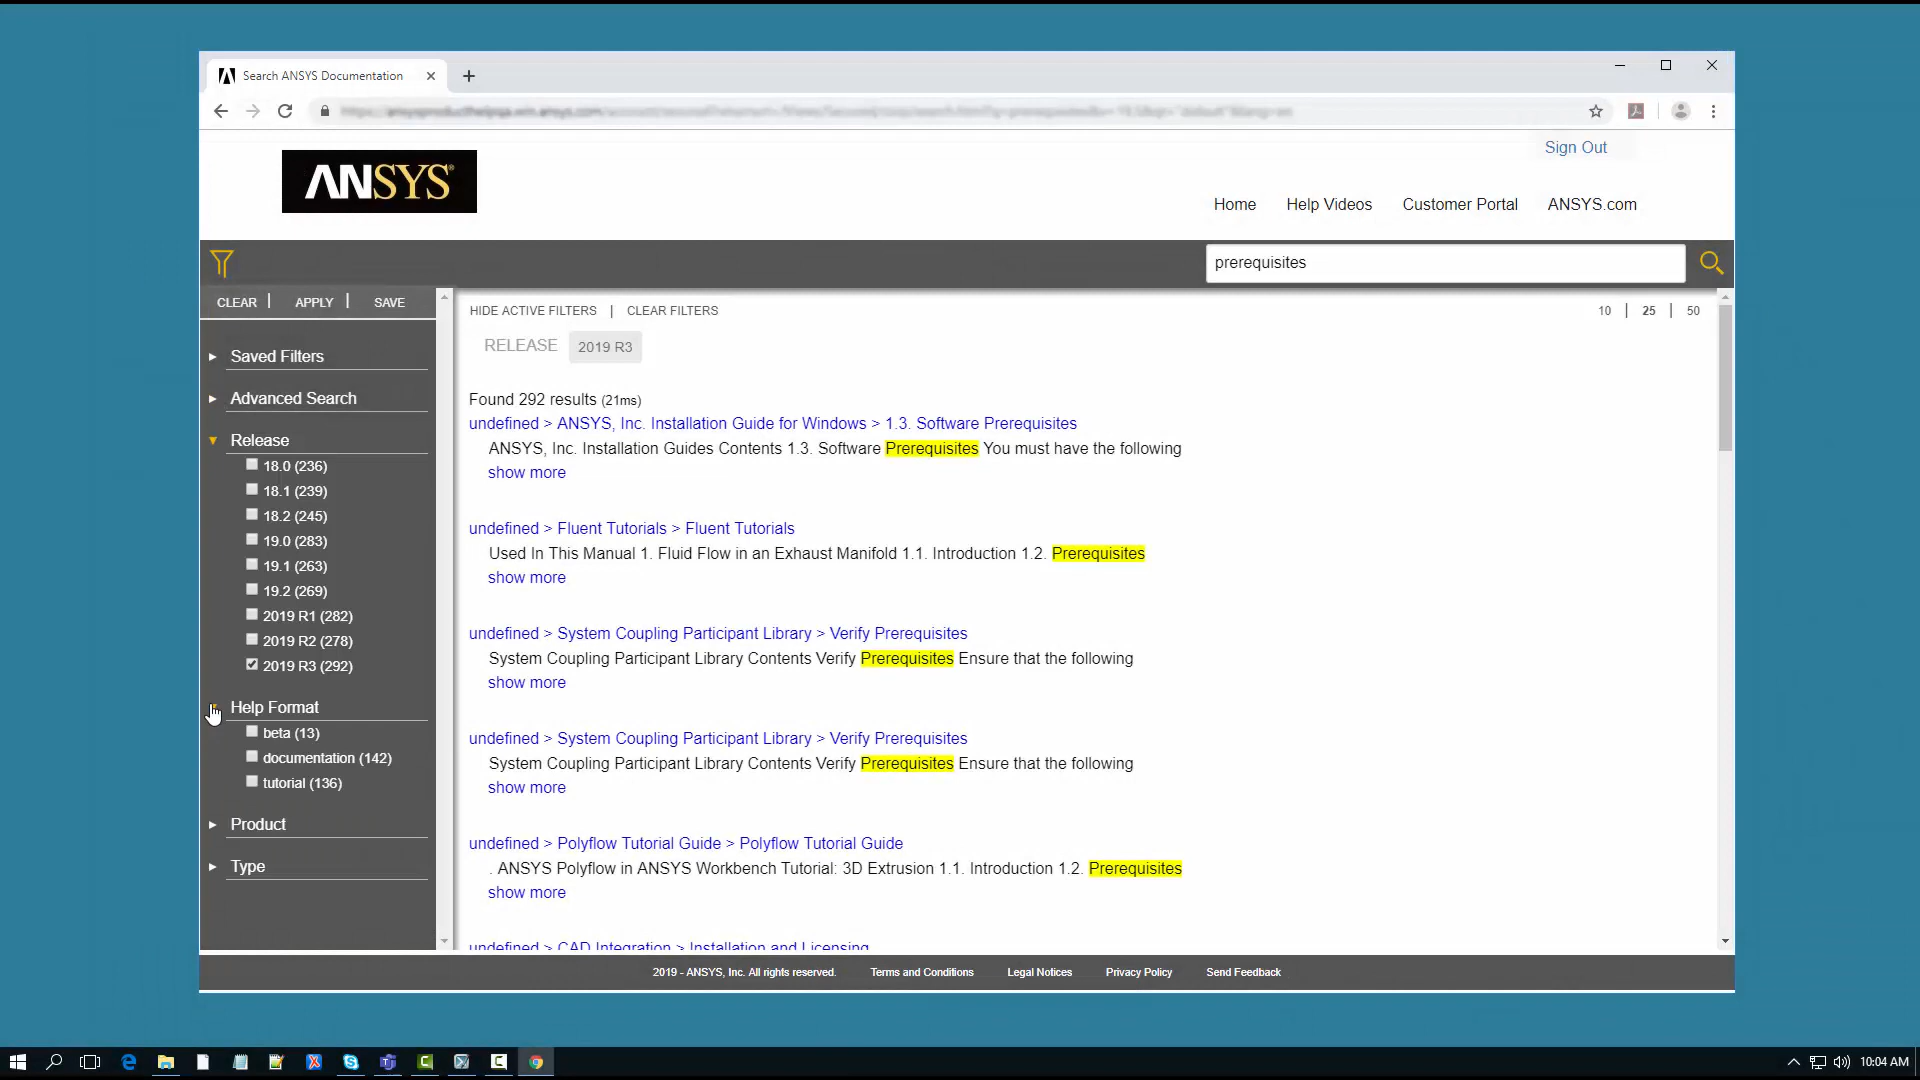 Search ANSYS Documentation
Sign Out
ANSYS
Home Help Videos Customer Portal ANSYS.com
prerequisites
CLEAR | APPLY | SAVE
HIDE ACTIVE FILTERS | CLEAR FILTERS
10 | 25 | 50
RELEASE 2019 R3
Saved Filters
Advanced Search
Release
18.0 (236)
18.1 (239)
18.2 (245)
19.0 (283)
19.1 (263)
19.2 (269)
2019 R1 (282)
2019 R2 (278)
2019 R3 (292)
Help Format
beta (13)
documentation (142)
tutorial (136)
Product
Type
Found 292 results (21ms)
undefined > ANSYS, Inc. Installation Guide for Windows > 1.3. Software Prerequisites
ANSYS, Inc. Installation Guides Contents 1.3. Software Prerequisites You must have the following
show more
undefined > Fluent Tutorials > Fluent Tutorials
Used In This Manual 1. Fluid Flow in an Exhaust Manifold 1.1. Introduction 1.2. Prerequisites
show more
undefined > System Coupling Participant Library > Verify Prerequisites
System Coupling Participant Library Contents Verify Prerequisites Ensure that the following
show more
undefined > System Coupling Participant Library > Verify Prerequisites
System Coupling Participant Library Contents Verify Prerequisites Ensure that the following
show more
undefined > Polyflow Tutorial Guide > Polyflow Tutorial Guide
. ANSYS Polyflow in ANSYS Workbench Tutorial: 3D Extrusion 1.1. Introduction 1.2. Prerequisites
show more
undefined > CAD Integration > Installation and Licensing
2019 - ANSYS, Inc. All rights reserved. Terms and Conditions Legal Notices Privacy Policy Send Feedback
10:04 AM